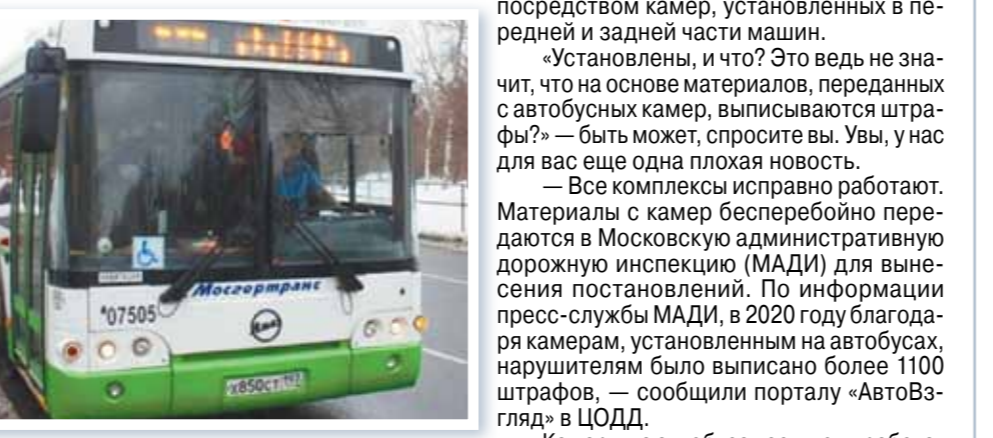 Мосгортранс
*07505
х850ст 197
посредством камер, установленных в пе-
редней и задней части машин.
«Установлены, и что? Это ведь не зна-
чит, что на основе материалов, переданных
с автобусных камер, выписываются штра-
фы?» — быть может, спросите вы. Увы, у нас
для вас еще одна плохая новость.
— Все комплексы исправно работают.
Материалы с камер бесперебойно пере-
даются в Московскую административную
дорожную инспекцию (МАДИ) для выне-
сения постановлений. По информации
пресс-службы МАДИ, в 2020 году благода-
ря камерам, установленным на автобусах,
нарушителям было выписано более 1100
штрафов, — сообщили порталу «АвтоВз-
гляд» в ЦОДД.